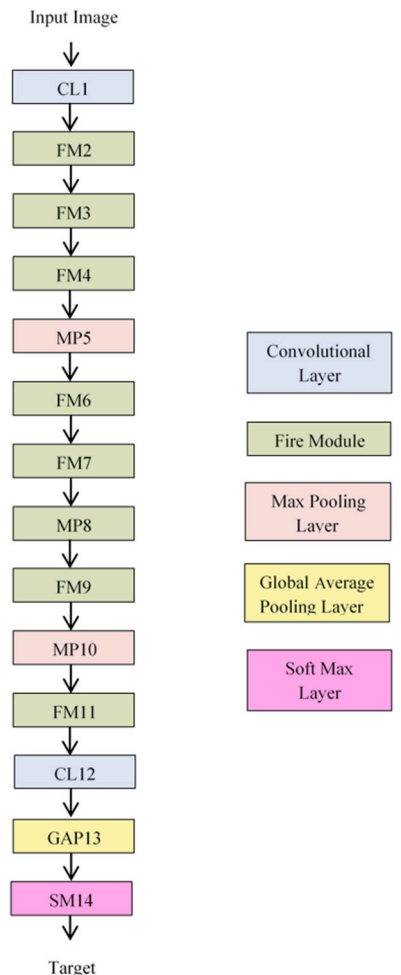 Input Image
CL1
FM2
FM3
FM4
MP5
FM6
FM7
MP8
FM9
MP10
FM11
CL12
GAP13
SM14
Target
Convolutional
Layer
Fire Module
Max Pooling
Layer
Global Average
Pooling Layer
Soft Max
Layer